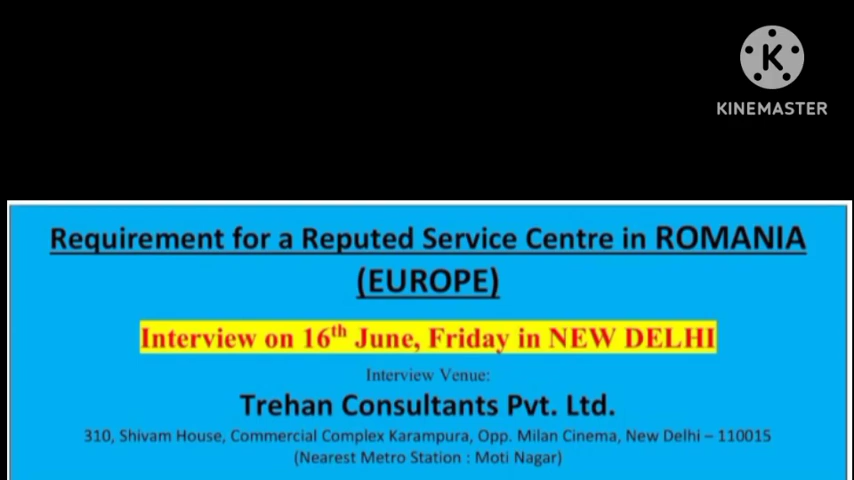 K
KINEMASTER
Requirement for a Reputed Service Centre in ROMANIA
(EUROPE)
Interview on 16th June, Friday in NEW DELHI
Interview Venue:
Trehan Consultants Pvt. Ltd.
310, Shivam House, Commercial Complex Karampura, Opp. Milan Cinema, New Delhi – 110015
(Nearest Metro Station : Moti Nagar)